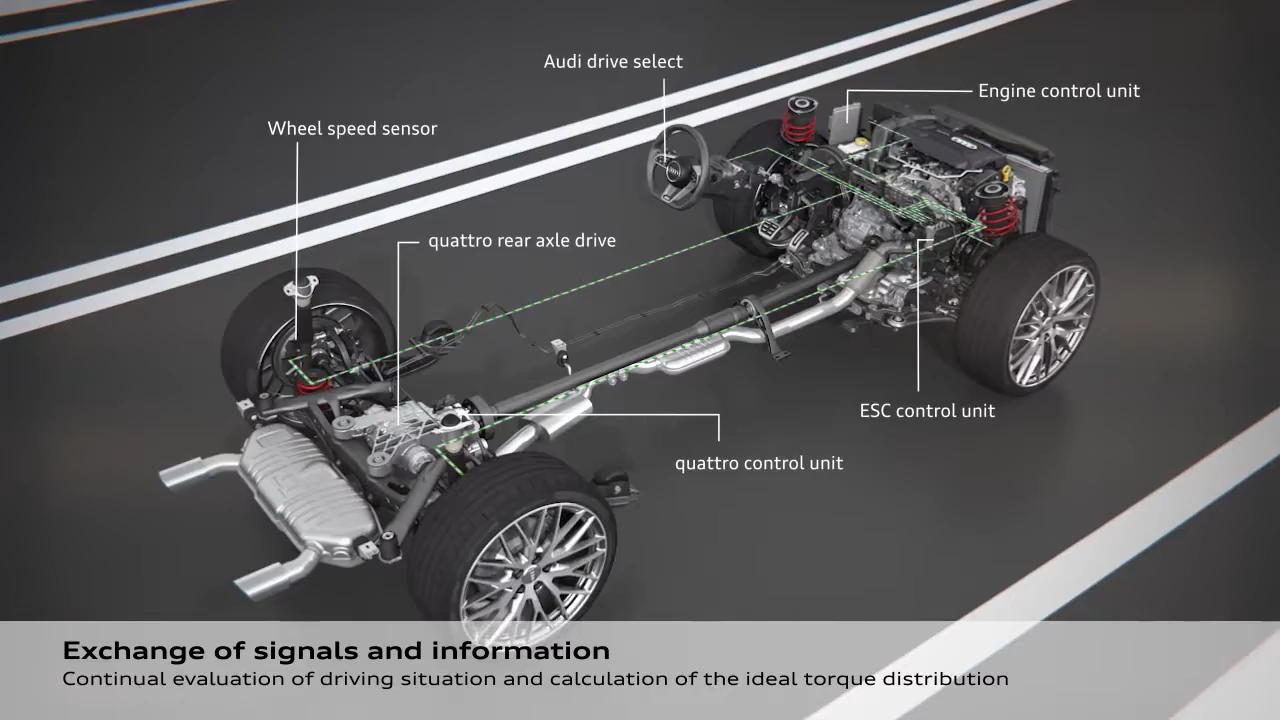 Audi drive select
Engine control unit
Wheel speed sensor
quattro rear axle drive
ESC control unit
quattro control unit
Exchange of signals and information
Continual evaluation of driving situation and calculation of the ideal torque distribution